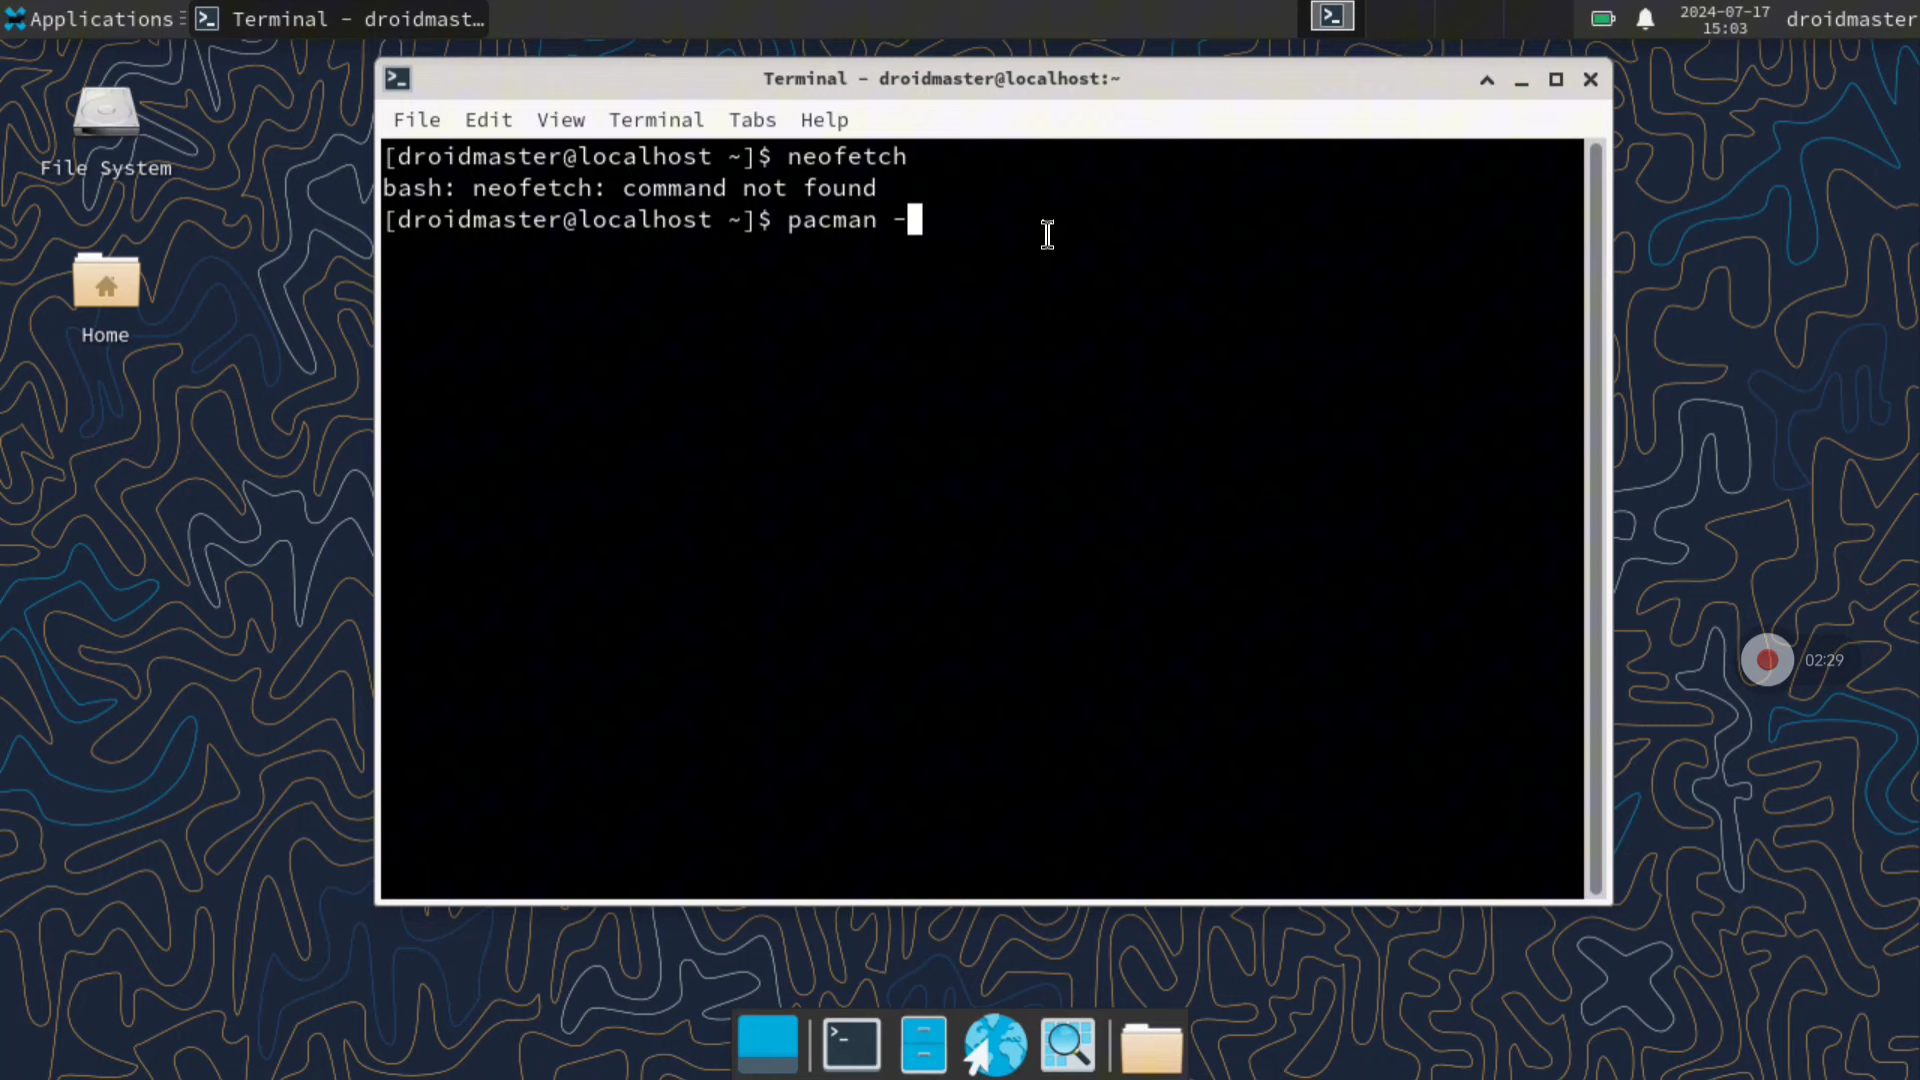 Applications
Terminal - droidmast…
2024-07-17
15:03
droidmaster
File System
Home
Terminal - droidmaster@localhost:~
File Edit View Terminal Tabs Help
[droidmaster@localhost ~]$ neofetch
bash: neofetch: command not found
[droidmaster@localhost ~]$ pacman -
02:29